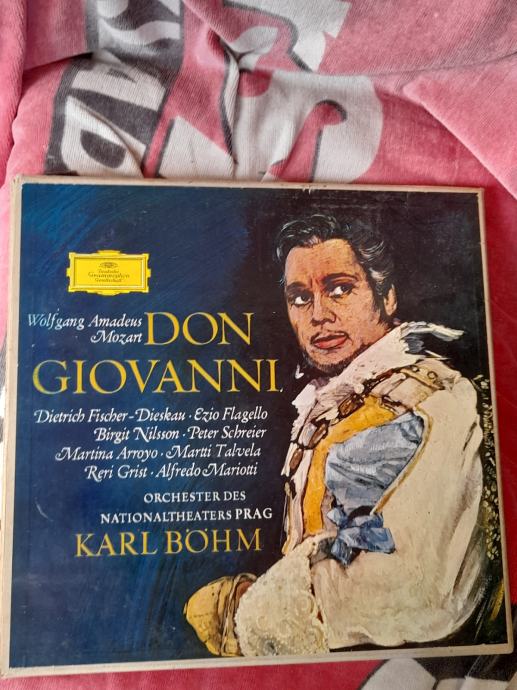 Deutsche
Grammophon
Gesellschaft
Wolfgang Amadeus
Mozart
DON
GIOVANNI
Dietrich Fischer-Dieskau · Ezio Flagello
Birgit Nilsson · Peter Schreier
Martina Arroyo · Martti Talvela
Reri Grist · Alfredo Mariotti
ORCHESTER DES
NATIONALTHEATERS PRAG
KARL BÖHM